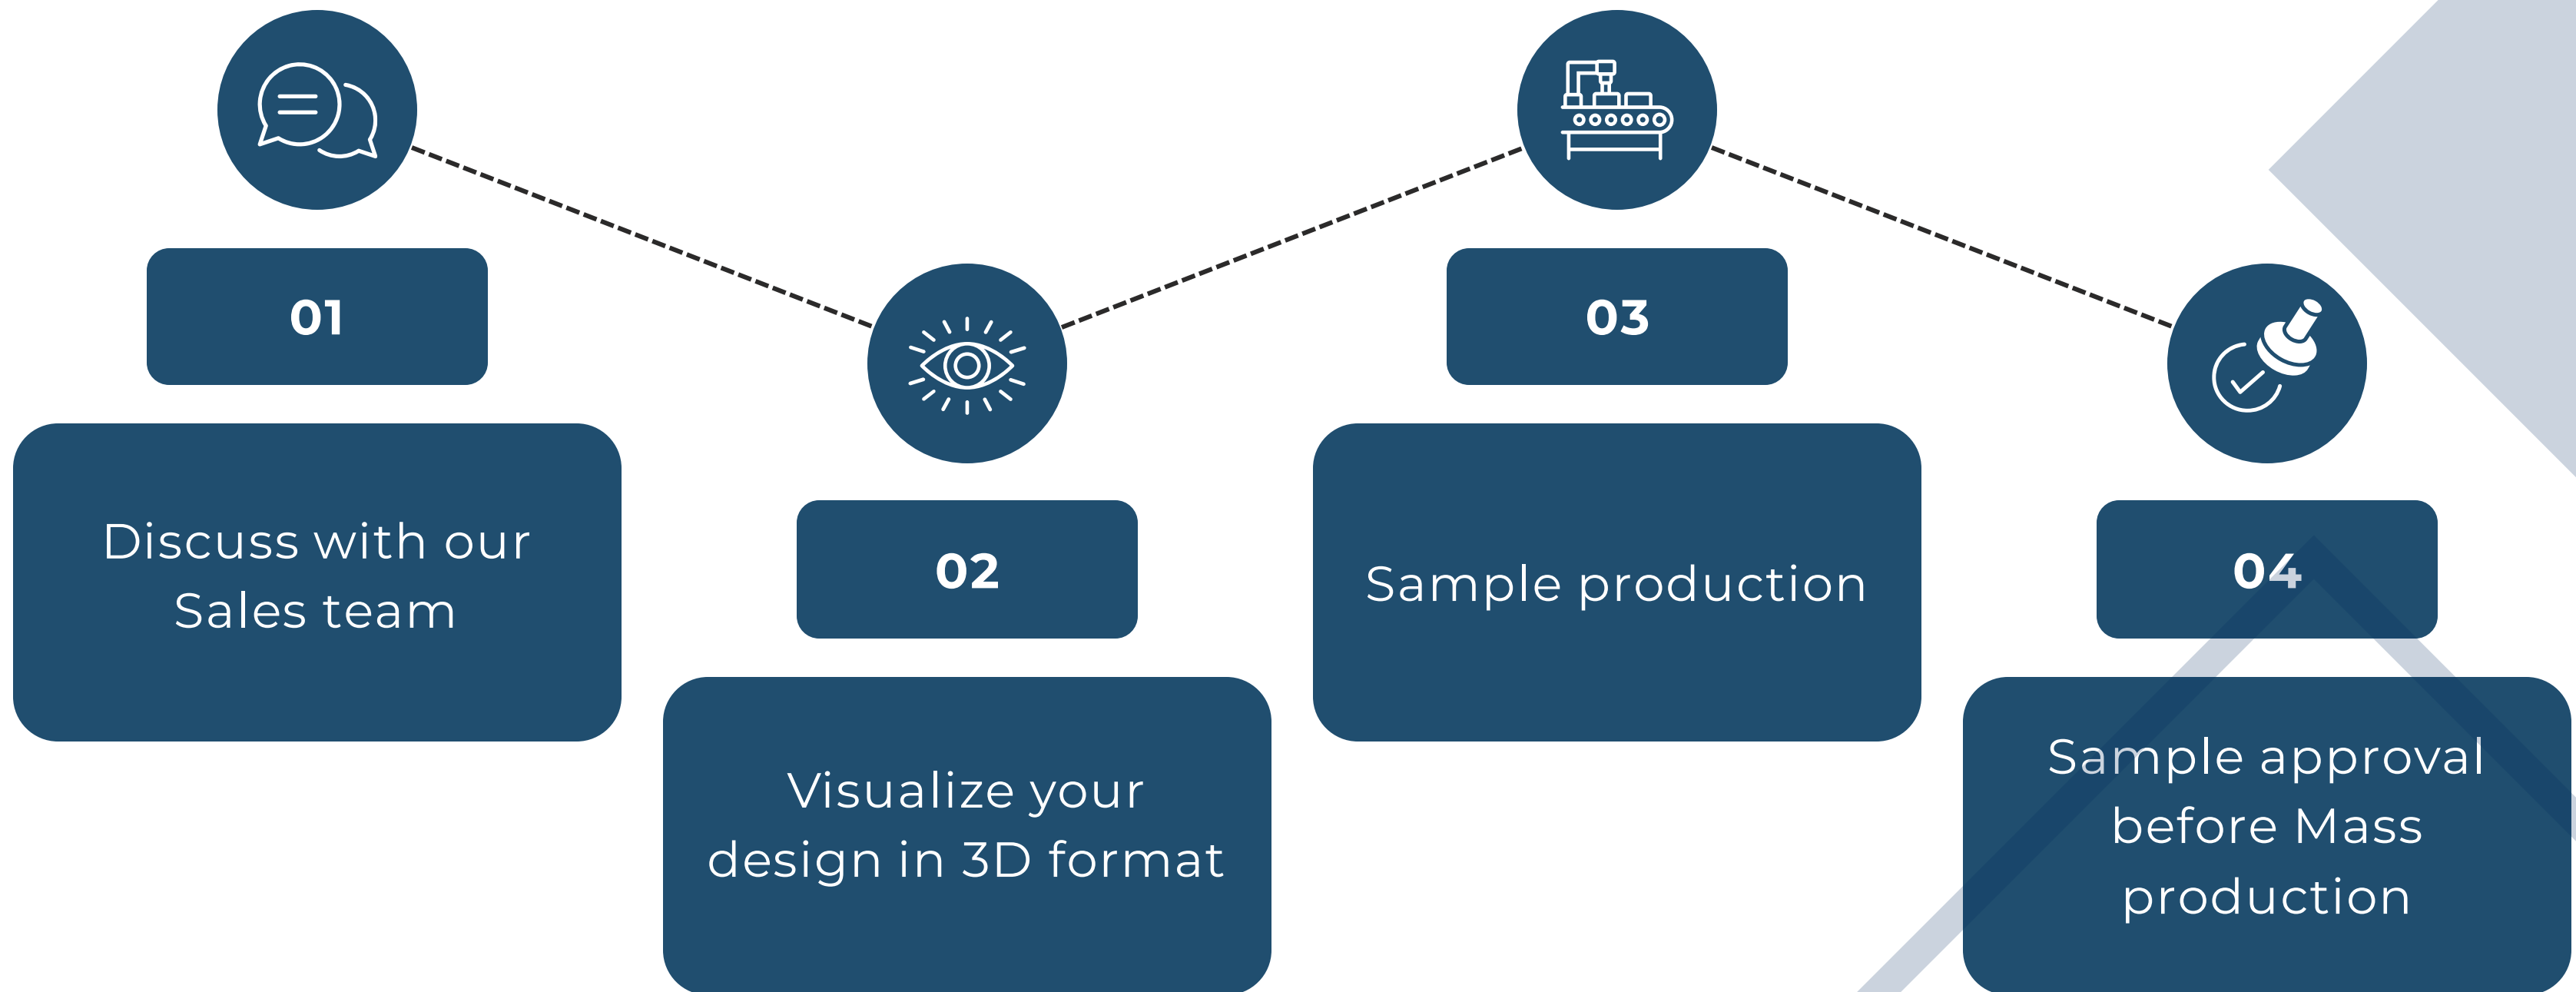 01
Discuss with our
Sales team
02
Visualize your
design in 3D format
03
Sample production
04
Sample approval
before Mass
production